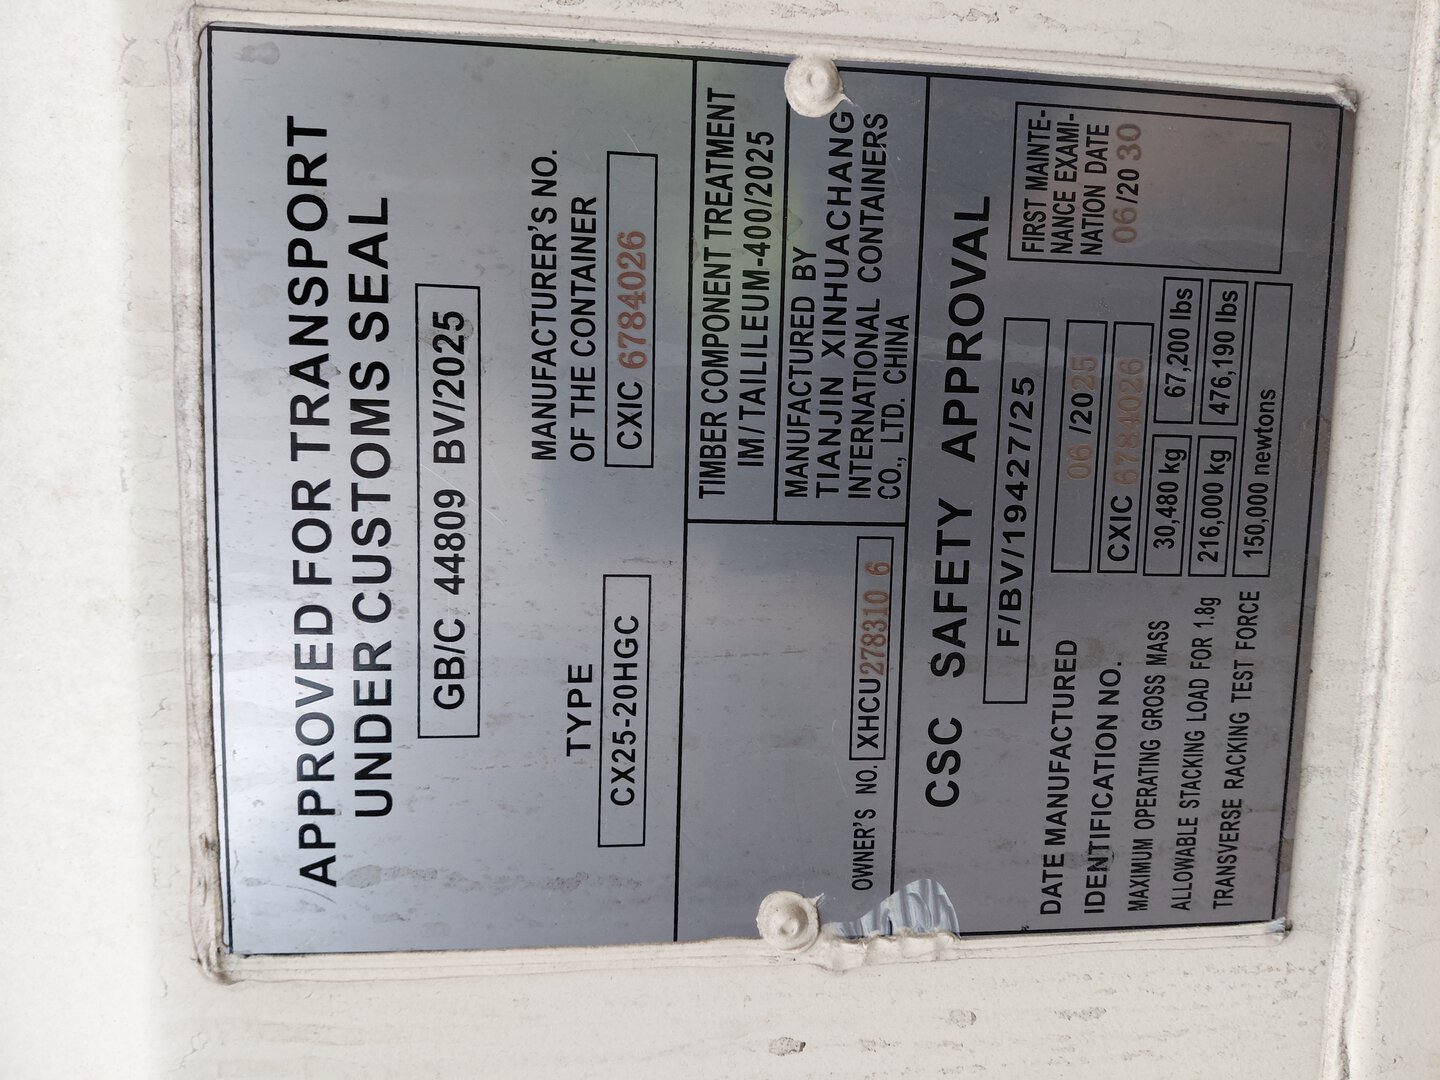 APPROVED FOR TRANSPORT
UNDER CUSTOMS SEAL
GB/C 44809 BV/2025
TYPE
CX25-20HGC
MANUFACTURER'S NO.
OF THE CONTAINER
CXIC 6784026
TIMBER COMPONENT TREATMENT
IM/TAILILEUM-400/2025
MANUFACTURED BY
TIANJIN XINHUACHANG
INTERNATIONAL CONTAINERS
CO., LTD. CHINA
OWNER'S NO. XHCU 278310 6
CSC SAFETY APPROVAL
F/BV/19427/25
FIRST MAINTE-
NANCE EXAMI-
NATION DATE
06/20 30
DATE MANUFACTURED 06 /2025
IDENTIFICATION NO. CXIC 6784026
MAXIMUM OPERATING GROSS MASS 30,480 kg 67,200 lbs
ALLOWABLE STACKING LOAD FOR 1.8g 216,000 kg 476,190 lbs
TRANSVERSE RACKING TEST FORCE 150,000 newtons